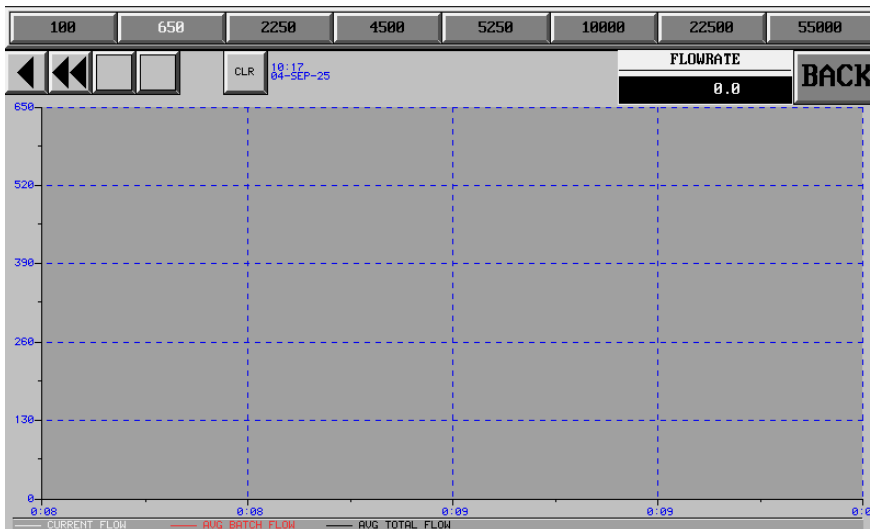 100 650 2250 4500 5250 10000 22500 55000
CLR
10:17
04-SEP-25
FLOWRATE
0.0
BACK
650
520
390
260
130
0
0:08 0:08 0:09 0:09
CURRENT FLOW AVG BATCH FLOW AVG TOTAL FLOW